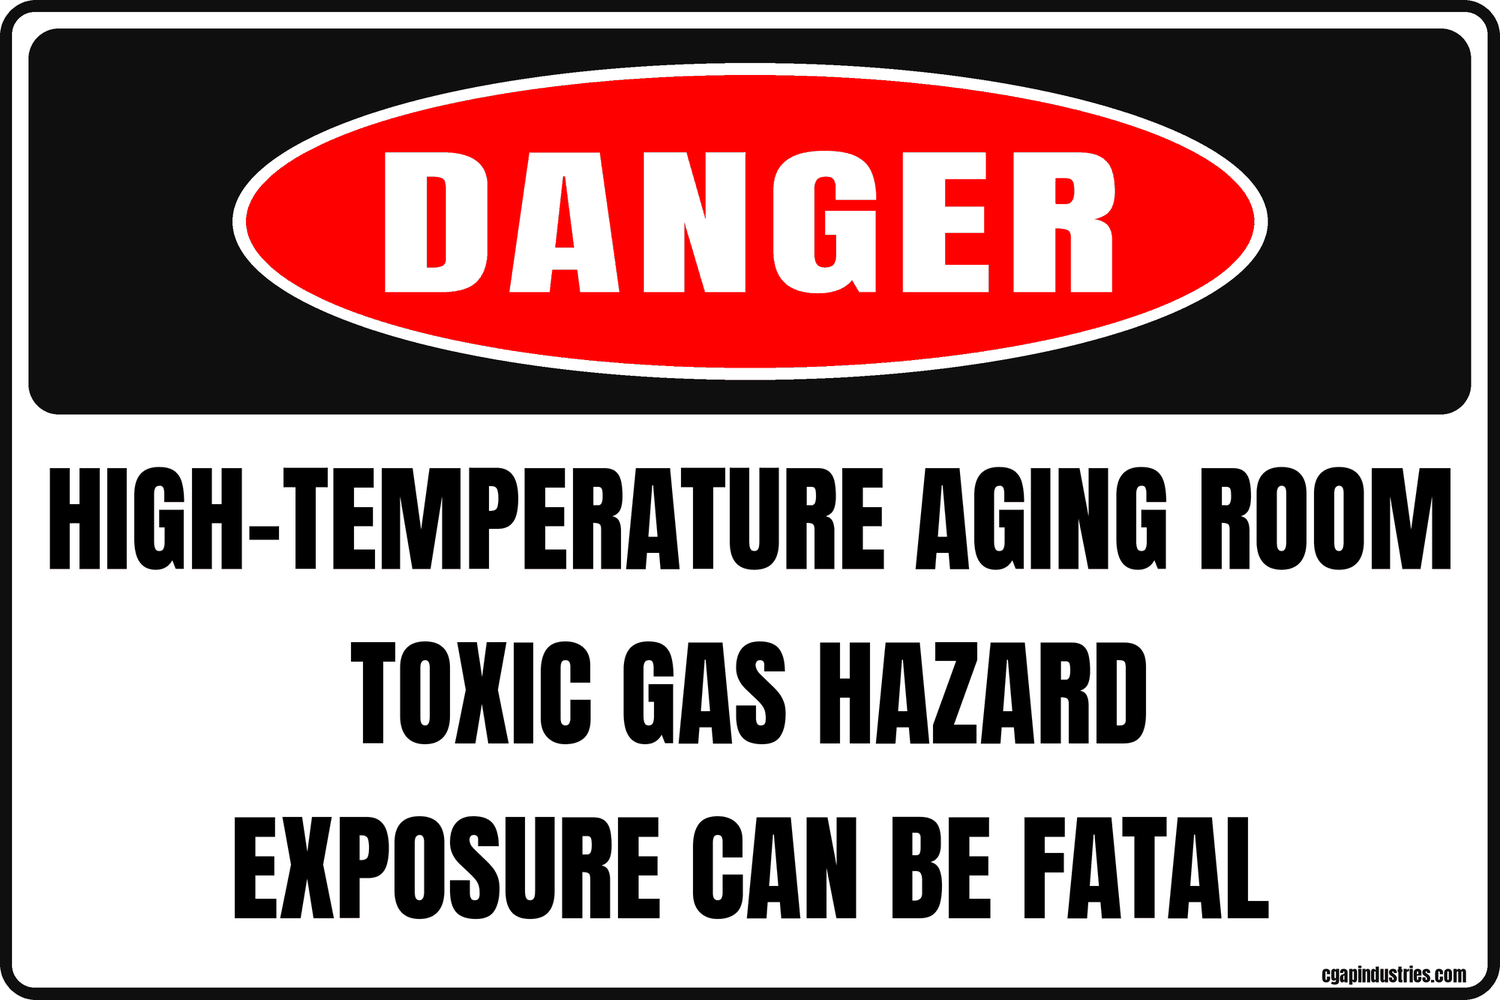 DANGER
HIGH-TEMPERATURE AGING ROOM
TOXIC GAS HAZARD
EXPOSURE CAN BE FATAL
cgapindustries.com